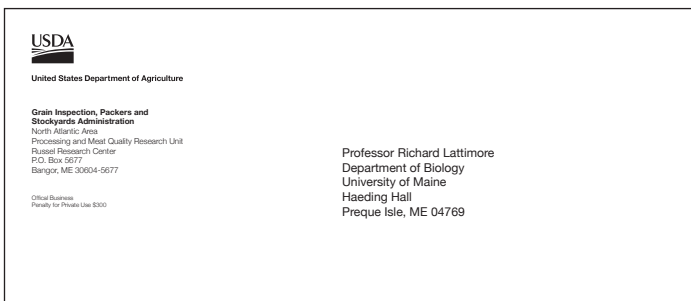 USDA
United States Department of Agriculture
Grain Inspection, Packers and
Stockyards Administration
North Atlantic Area
Processing and Meat Quality Research Unit
Russel Research Center
P.O. Box 5677
Bangor, ME 30604-5677
Offical Business
Penalty for Private Use $300
Professor Richard Lattimore
Department of Biology
University of Maine
Haeding Hall
Preque Isle, ME 04769